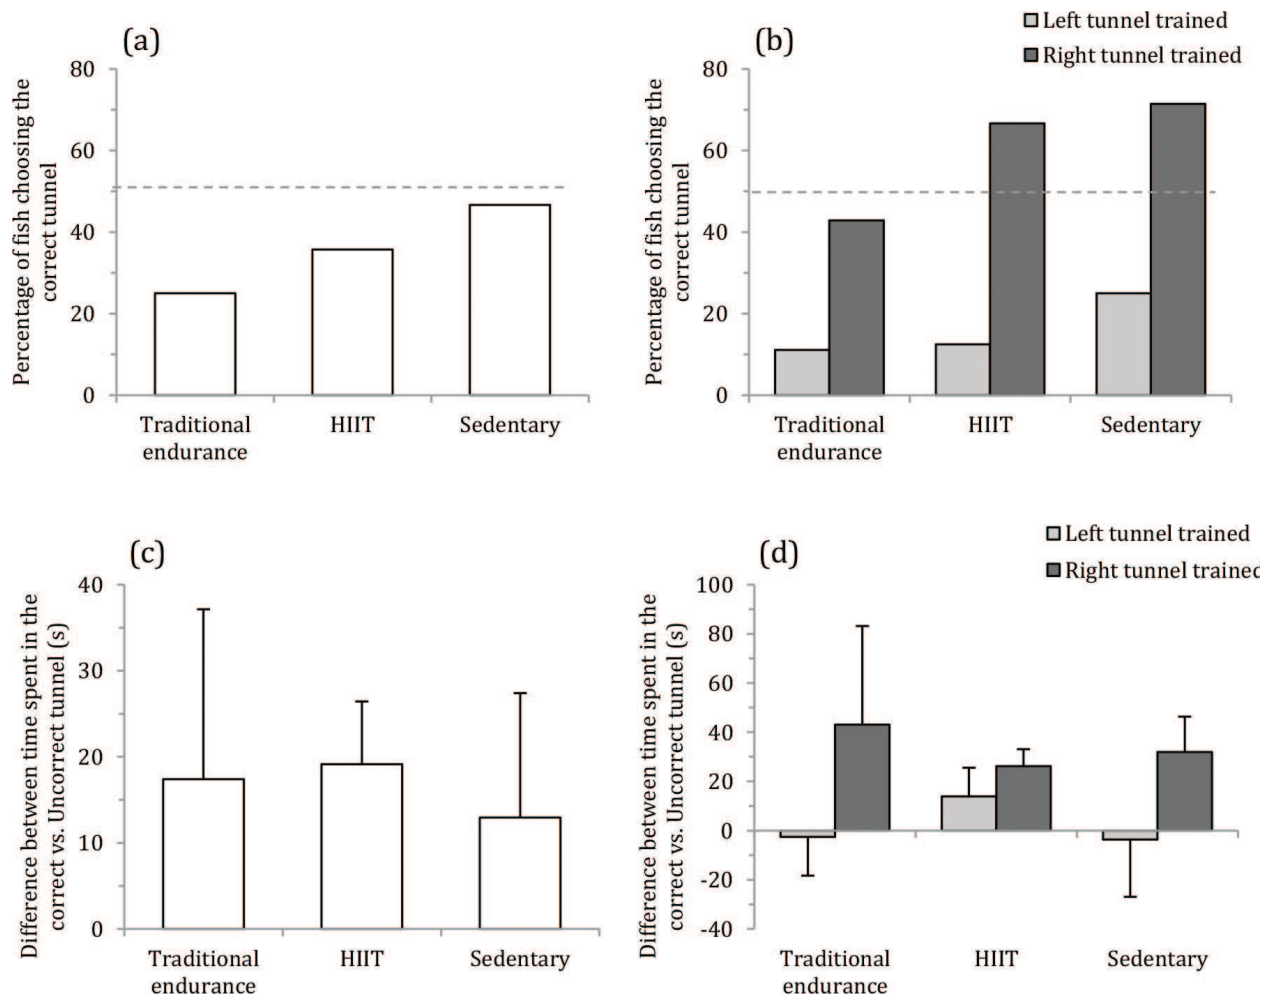 (a)
Percentage of fish choosing the
correct tunnel
80
60
40
20
0
Traditional
endurance
HIIT
Sedentary
(b)
Left tunnel trained
Right tunnel trained
Percentage of fish choosing the
correct tunnel
80
60
40
20
0
Traditional
endurance
HIIT
Sedentary
(c)
Difference between time spent in the
correct vs. Uncorrect tunnel (s)
40
30
20
10
0
Traditional
endurance
HIIT
Sedentary
(d)
Left tunnel trained
Right tunnel trained
Difference between time spent in the
correct vs. Uncorrect tunnel (s)
100
80
60
40
20
0
-20
-40
Traditional
endurance
HIIT
Sedentary